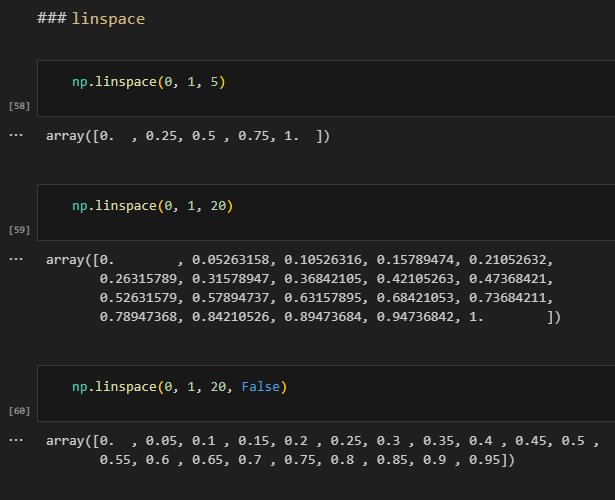 ### linspace
np.linspace(0, 1, 5)
[58]
... array([0.  , 0.25, 0.5 , 0.75, 1.  ])
np.linspace(0, 1, 20)
[59]
... array([0.        , 0.05263158, 0.10526316, 0.15789474, 0.21052632,
       0.26315789, 0.31578947, 0.36842105, 0.42105263, 0.47368421,
       0.52631579, 0.57894737, 0.63157895, 0.68421053, 0.73684211,
       0.78947368, 0.84210526, 0.89473684, 0.94736842, 1.        ])
np.linspace(0, 1, 20, False)
[60]
... array([0.  , 0.05, 0.1 , 0.15, 0.2 , 0.25, 0.3 , 0.35, 0.4 , 0.45, 0.5 ,
       0.55, 0.6 , 0.65, 0.7 , 0.75, 0.8 , 0.85, 0.9 , 0.95])